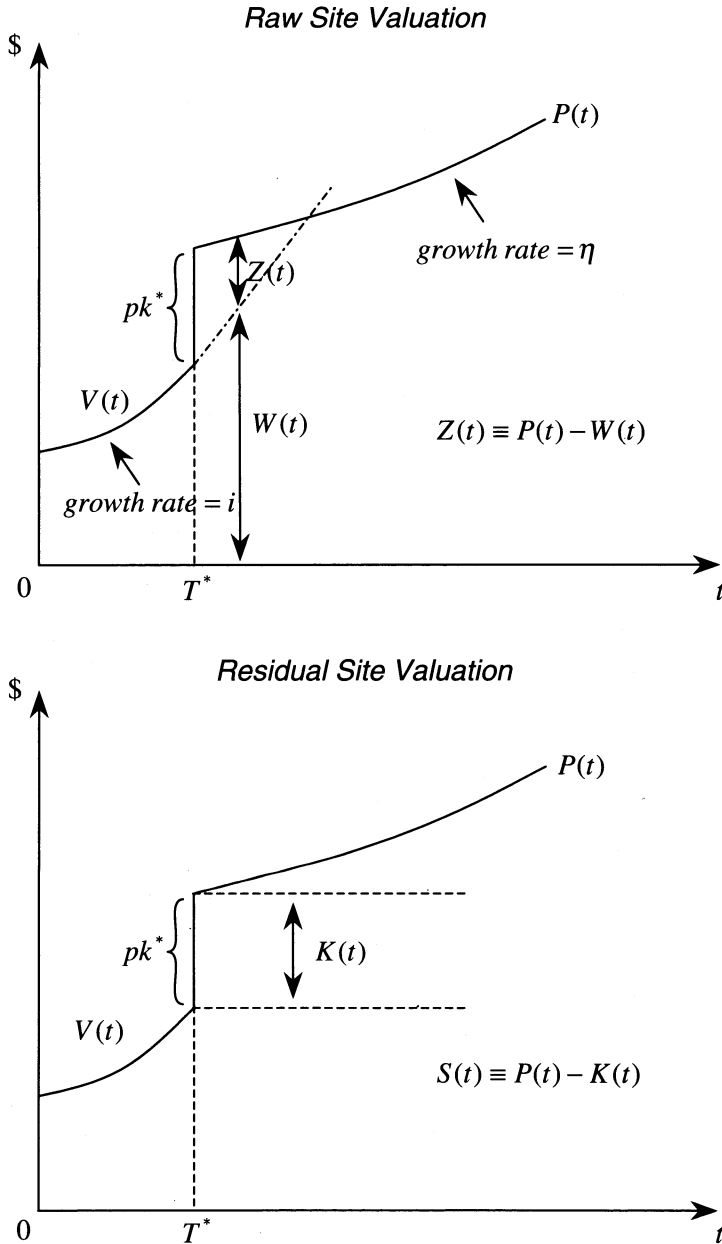 Raw Site Valuation
$
P(t)
growth rate = η
Z(t)
pk*
V(t)
W(t)
Z(t) ≡ P(t) − W(t)
growth rate = i
0
T*
t
Residual Site Valuation
$
P(t)
pk*
K(t)
V(t)
S(t) ≡ P(t) − K(t)
0
T*
t